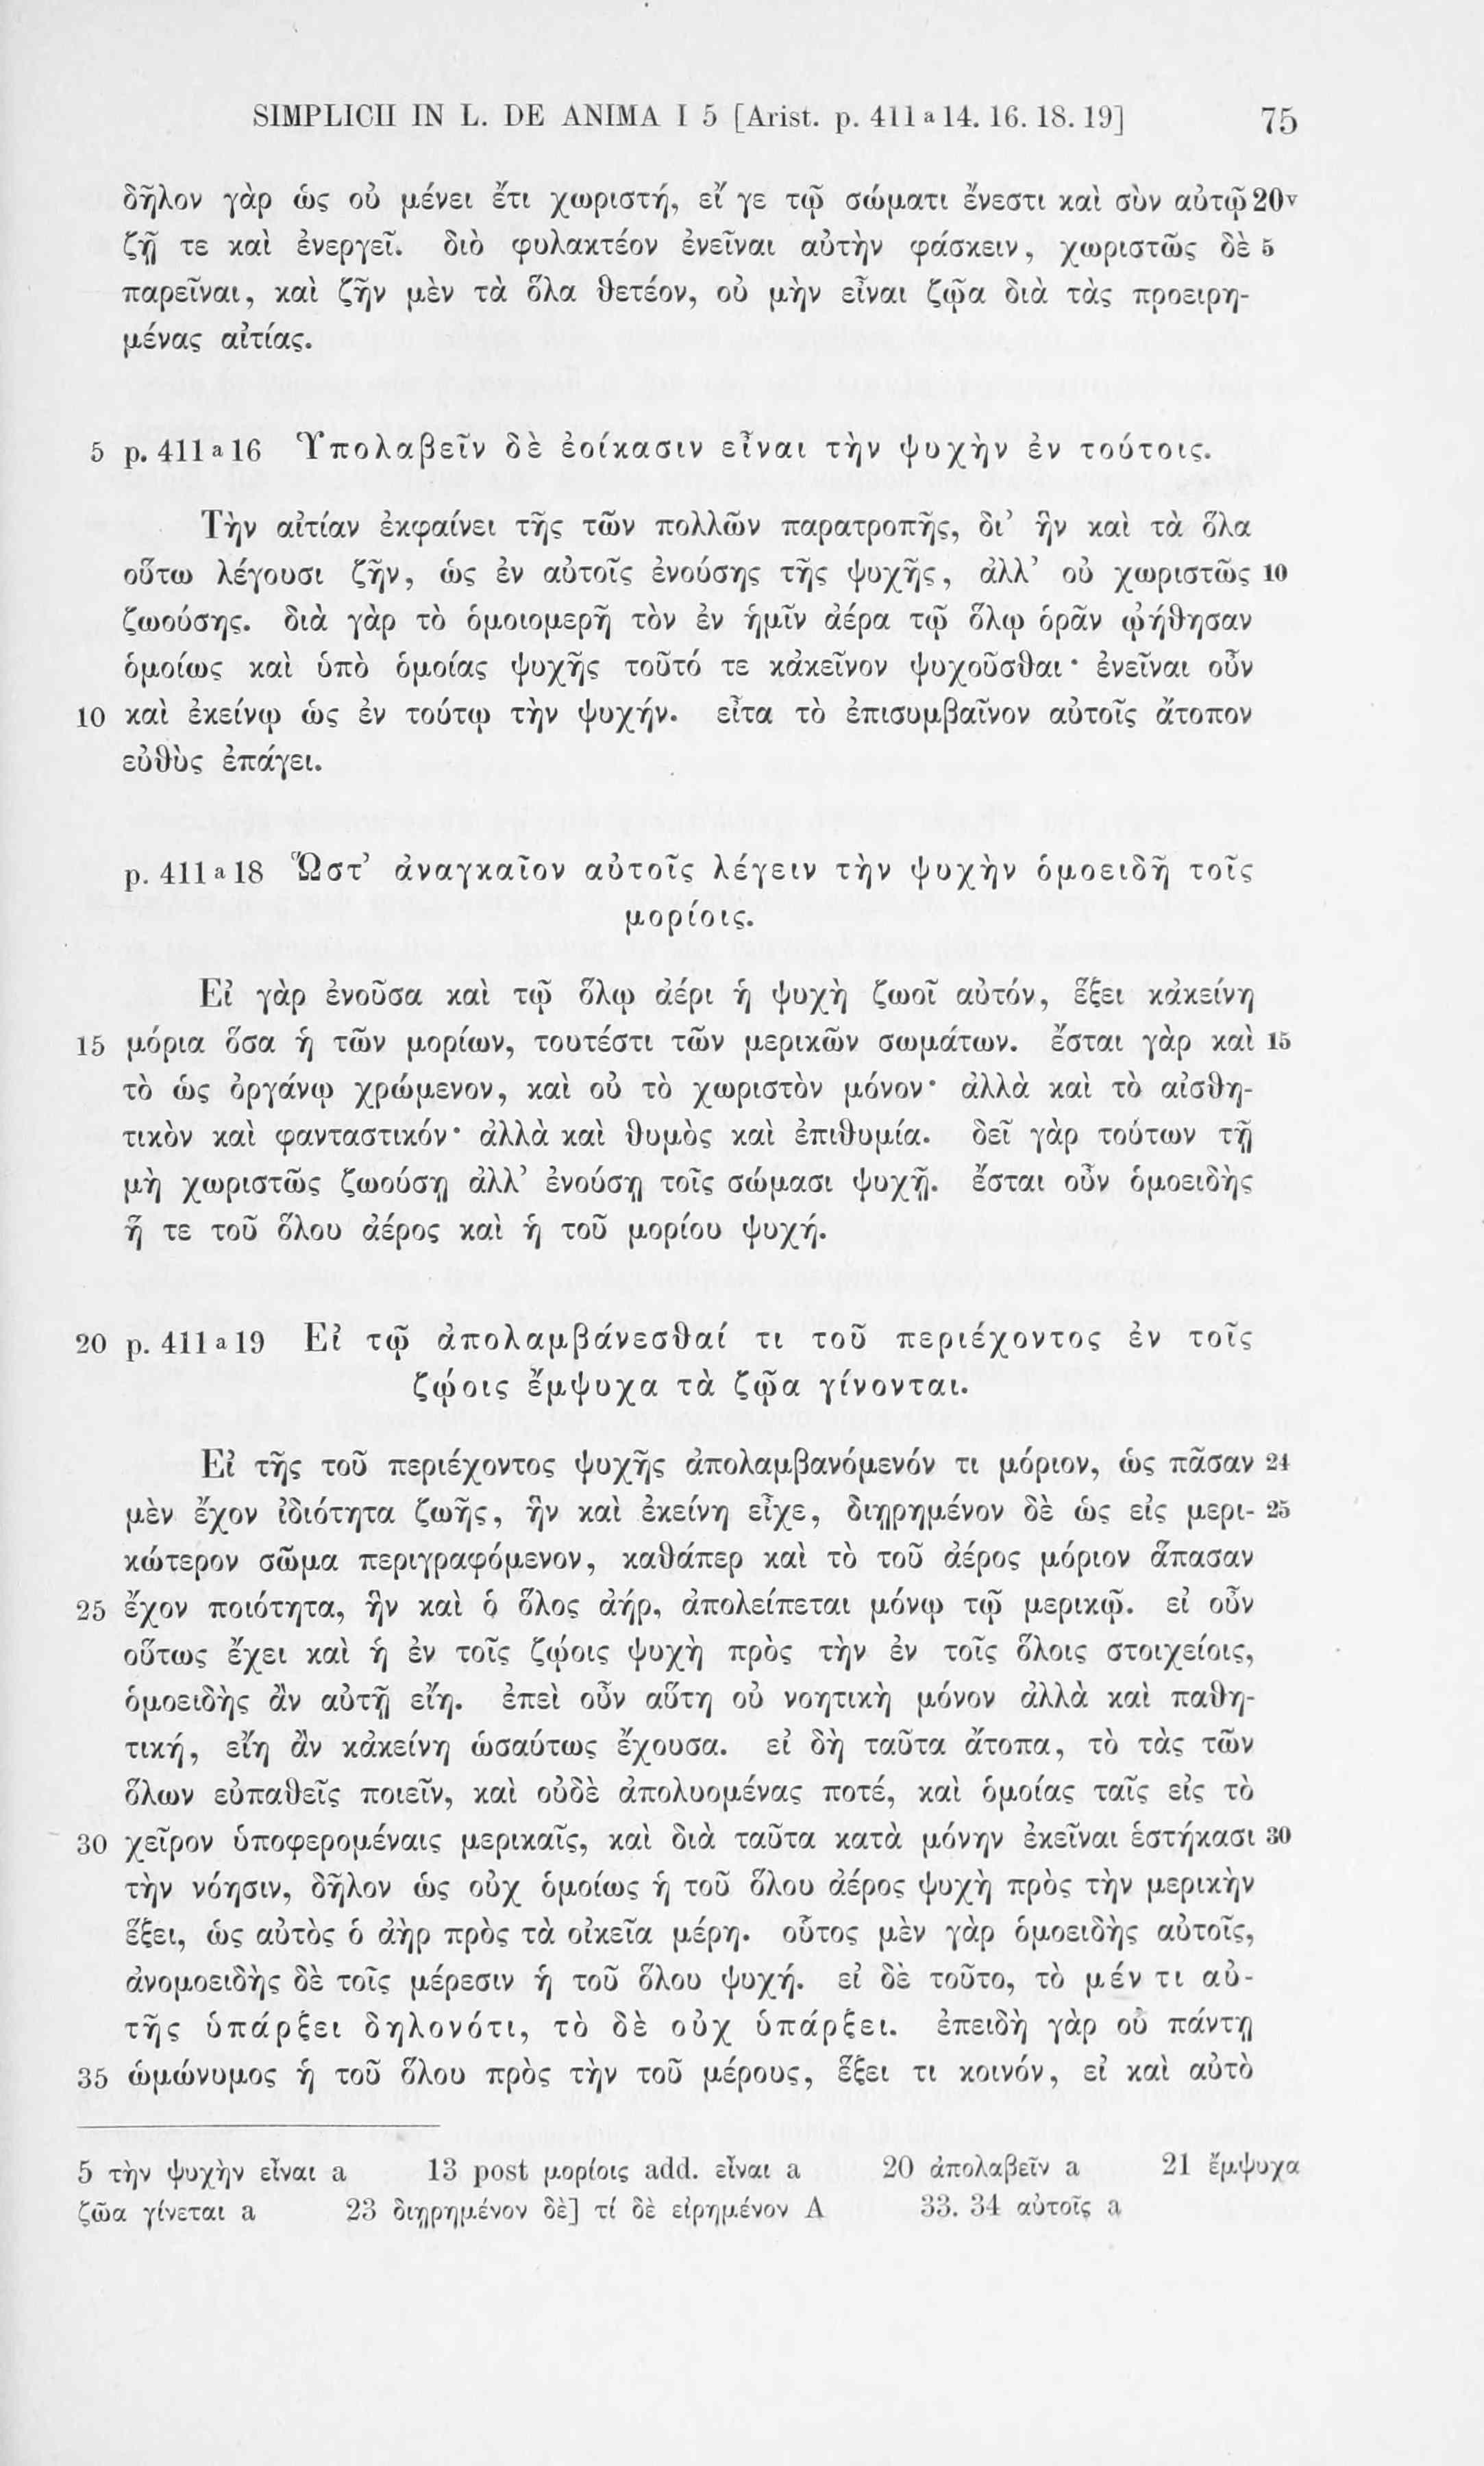 SIMPLICII IN L. DE ANIMA I 5 [Arist. p. 411 a 14. 16. 18. 19] 75
δῆλον γὰρ ὡς οὐ μένει ἔτι χωριστή, εἴ γε τῷ σώματι ἔνεστι καὶ σὺν αὐτῷ 20v
ζῇ τε καὶ ἐνεργεῖ. διὸ φυλακτέον ἐνεῖναι αὐτὴν φάσκειν, χωριστῶς δὲ 5
παρεῖναι, καὶ ζῆν μὲν τὰ ὅλα θετέον, οὐ μὴν εἶναι ζῷα διὰ τὰς προειρη-
μένας αἰτίας.
5 p. 411 a 16 Ὑπολαβεῖν δὲ ἐοίκασιν εἶναι τὴν ψυχὴν ἐν τούτοις.
Τὴν αἰτίαν ἐκφαίνει τῆς τῶν πολλῶν παρατροπῆς, δι’ ἣν καὶ τὰ ὅλα
οὕτω λέγουσι ζῆν, ὡς ἐν αὐτοῖς ἐνούσης τῆς ψυχῆς, ἀλλ’ οὐ χωριστῶς 10
ζωούσης. διὰ γὰρ τὸ ὁμοιομερῆ τὸν ἐν ἡμῖν ἀέρα τῷ ὅλῳ ὁρᾶν ᾠήθησαν
ὁμοίως καὶ ὑπὸ ὁμοίας ψυχῆς τοῦτό τε κἀκεῖνον ψυχοῦσθαι· ἐνεῖναι οὖν
10 καὶ ἐκείνῳ ὡς ἐν τούτῳ τὴν ψυχήν. εἶτα τὸ ἐπισυμβαῖνον αὐτοῖς ἄτοπον
εὐθὺς ἐπάγει.
p. 411 a 18 Ὥστ’ ἀναγκαῖον αὐτοῖς λέγειν τὴν ψυχὴν ὁμοειδῆ τοῖς
μορίοις.
Εἰ γὰρ ἐνοῦσα καὶ τῷ ὅλῳ ἀέρι ἡ ψυχὴ ζωοῖ αὐτόν, ἕξει κἀκείνη
15 μόρια ὅσα ἡ τῶν μορίων, τουτέστι τῶν μερικῶν σωμάτων. ἔσται γὰρ καὶ 15
τὸ ὡς ὀργάνῳ χρώμενον, καὶ οὐ τὸ χωριστὸν μόνον· ἀλλὰ καὶ τὸ αἰσθη-
τικὸν καὶ φανταστικόν· ἀλλὰ καὶ θυμὸς καὶ ἐπιθυμία. δεῖ γὰρ τούτων τῇ
μὴ χωριστῶς ζωούσῃ ἀλλ’ ἐνούσῃ τοῖς σώμασι ψυχῇ. ἔσται οὖν ὁμοειδὴς
ἥ τε τοῦ ὅλου ἀέρος καὶ ἡ τοῦ μορίου ψυχή.
20 p. 411 a 19 Εἰ τῷ ἀπολαμβάνεσθαί τι τοῦ περιέχοντος ἐν τοῖς
ζῴοις ἔμψυχα τὰ ζῷα γίνονται.
Εἰ τῆς τοῦ περιέχοντος ψυχῆς ἀπολαμβανόμενόν τι μόριον, ὡς πᾶσαν 24
μὲν ἔχον ἰδιότητα ζωῆς, ἣν καὶ ἐκείνη εἶχε, διῃρημένον δὲ ὡς εἰς μερι- 25
κώτερον σῶμα περιγραφόμενον, καθάπερ καὶ τὸ τοῦ ἀέρος μόριον ἅπασαν
25 ἔχον ποιότητα, ἣν καὶ ὁ ὅλος ἀήρ, ἀπολείπεται μόνῳ τῷ μερικῷ. εἰ οὖν
οὕτως ἔχει καὶ ἡ ἐν τοῖς ζῴοις ψυχὴ πρὸς τὴν ἐν τοῖς ὅλοις στοιχείοις,
ὁμοειδὴς ἂν αὐτῇ εἴη. ἐπεὶ οὖν αὕτη οὐ νοητικὴ μόνον ἀλλὰ καὶ παθη-
τική, εἴη ἂν κἀκείνη ὡσαύτως ἔχουσα. εἰ δὴ ταῦτα ἄτοπα, τὸ τὰς τῶν
ὅλων εὐπαθεῖς ποιεῖν, καὶ οὐδὲ ἀπολυομένας ποτέ, καὶ ὁμοίας ταῖς εἰς τὸ
30 χεῖρον ὑποφερομέναις μερικαῖς, καὶ διὰ ταῦτα κατὰ μόνην ἐκεῖναι ἑστήκασι 30
τὴν νόησιν, δῆλον ὡς οὐχ ὁμοίως ἡ τοῦ ὅλου ἀέρος ψυχὴ πρὸς τὴν μερικὴν
ἕξει, ὡς αὐτὸς ὁ ἀὴρ πρὸς τὰ οἰκεῖα μέρη. οὗτος μὲν γὰρ ὁμοειδὴς αὐτοῖς,
ἀνομοειδὴς δὲ τοῖς μέρεσιν ἡ τοῦ ὅλου ψυχή. εἰ δὲ τοῦτο, τὸ μέν τι αὐ-
τῆς ὑπάρξει δηλονότι, τὸ δὲ οὐχ ὑπάρξει. ἐπειδὴ γὰρ οὐ πάντῃ
35 ὡμώνυμος ἡ τοῦ ὅλου πρὸς τὴν τοῦ μέρους, ἕξει τι κοινόν, εἰ καὶ αὐτὸ
5 τὴν ψυχὴν εἶναι a 13 post μορίοις add. εἶναι a 20 ἀπολαβεῖν a 21 ἔμψυχα
ζῶα γίνεται a 23 διῃρημένον δὲ] τί δὲ εἰρημένον A 33. 34 αὐτοῖς a